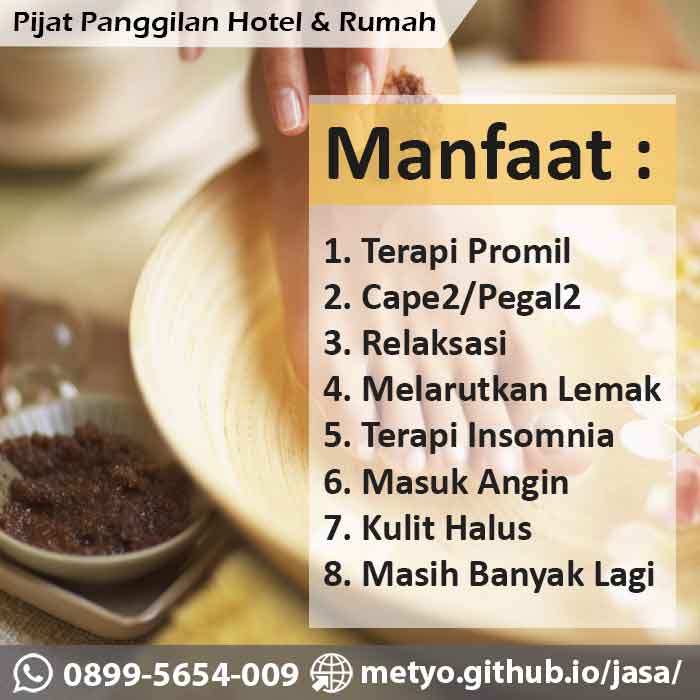 Pijat Panggilan Hotel & Rumah
Manfaat :
1. Terapi Promil
2. Cape2/Pegal2
3. Relaksasi
4. Melarutkan Lemak
5. Terapi Insomnia
6. Masuk Angin
7. Kulit Halus
8. Masih Banyak Lagi
0899-5654-009 metyo.github.io/jasa/